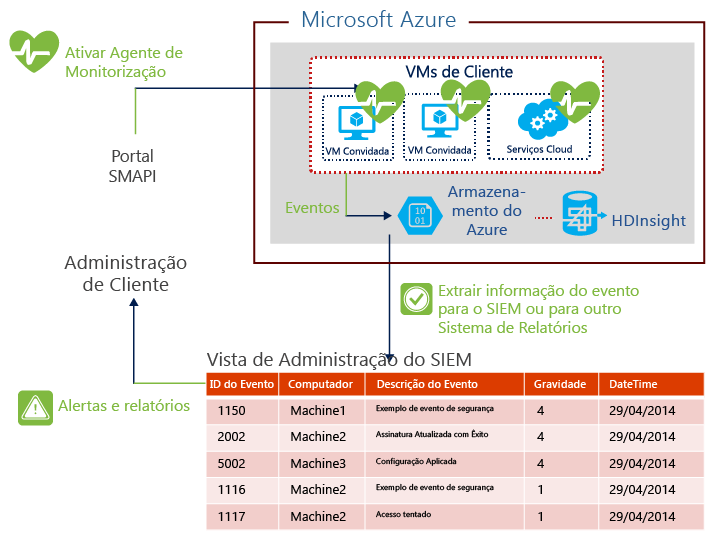 Microsoft Azure
Ativar Agente de
Monitorização
VMs de Cliente
VM Convidada
VM Convidada
Serviços Cloud
Portal
SMAPI
Eventos
10
01
Armazena-
mento do
Azure
HDInsight
Administração
de Cliente
Extrair informação do evento
para o SIEM ou para outro
Sistema de Relatórios
Vista de Administração do SIEM
Alertas e relatórios
ID do Evento Computador Descrição do Evento Gravidade DateTime
1150 Machine1 Exemplo de evento de segurança 4 29/04/2014
2002 Machine2 Assinatura Atualizada com Êxito 4 29/04/2014
5002 Machine3 Configuração Aplicada 4 29/04/2014
1116 Machine2 Exemplo de evento de segurança 1 29/04/2014
1117 Machine2 Acesso tentado 1 29/04/2014